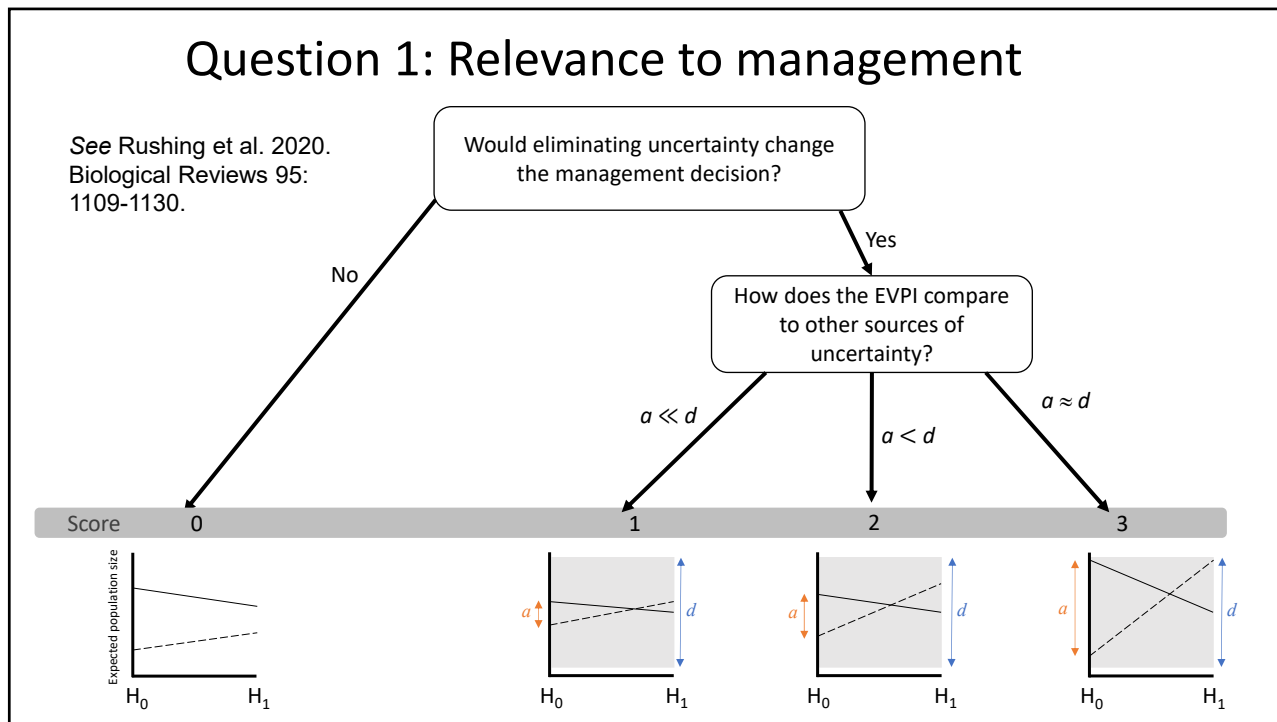 Question 1: Relevance to management
See Rushing et al. 2020.
Biological Reviews 95:
1109-1130.
Would eliminating uncertainty change
the management decision?
No
Yes
How does the EVPI compare
to other sources of
uncertainty?
a ≪ d
a < d
a ≈ d
Score 0 1 2 3
Expected population size
H₀ H₁
a d
H₀ H₁
a d
H₀ H₁
a d
H₀ H₁